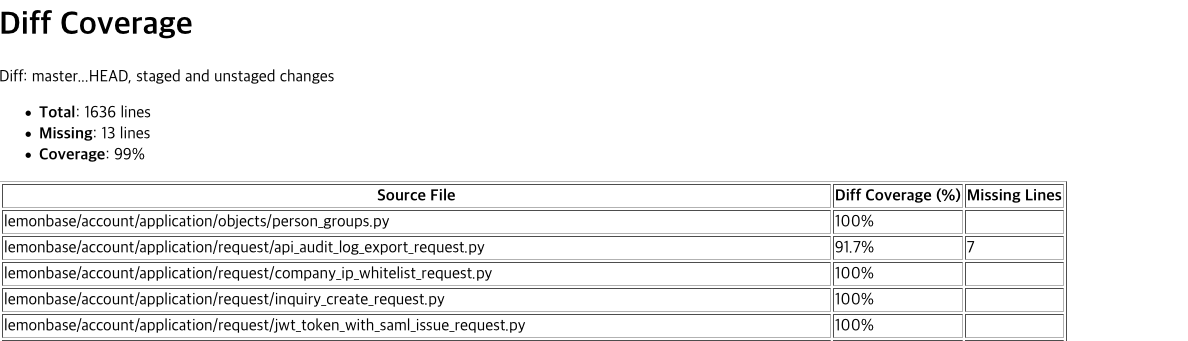 Diff Coverage
Diff: master...HEAD, staged and unstaged changes
• Total: 1636 lines
• Missing: 13 lines
• Coverage: 99%
Source File Diff Coverage (%) Missing Lines
lemonbase/account/application/objects/person_groups.py 100%
lemonbase/account/application/request/api_audit_log_export_request.py 91.7% 7
lemonbase/account/application/request/company_ip_whitelist_request.py 100%
lemonbase/account/application/request/inquiry_create_request.py 100%
lemonbase/account/application/request/jwt_token_with_saml_issue_request.py 100%